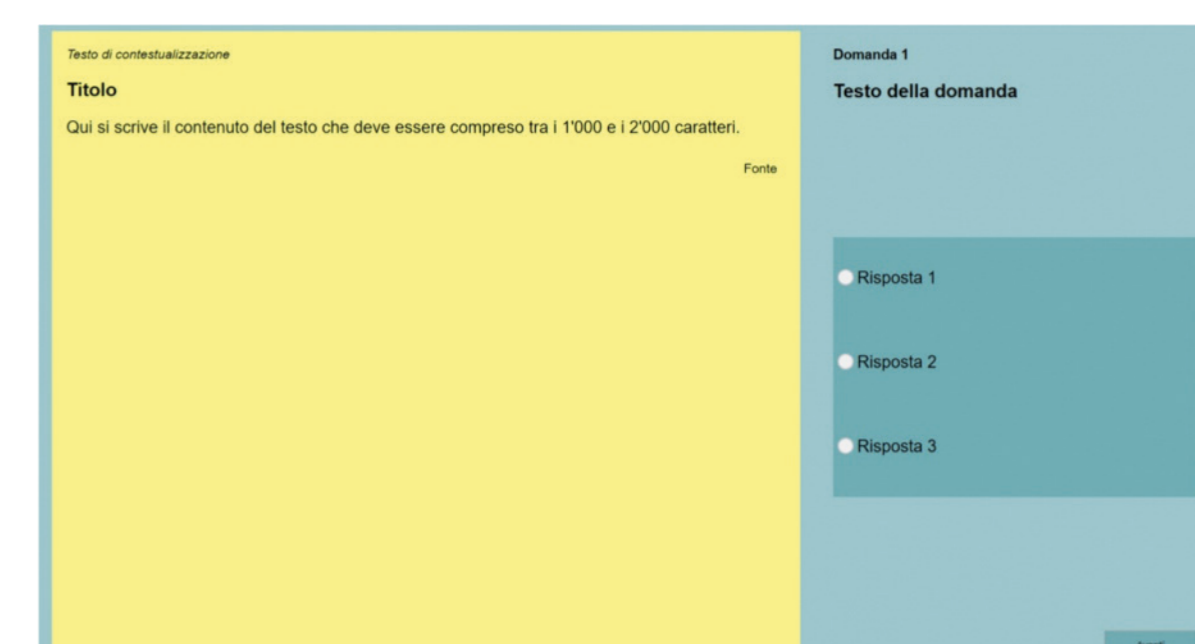 Testo di contestualizzazione
Titolo
Qui si scrive il contenuto del testo che deve essere compreso tra i 1'000 e i 2'000 caratteri.
Fonte
Domanda 1
Testo della domanda
Risposta 1
Risposta 2
Risposta 3